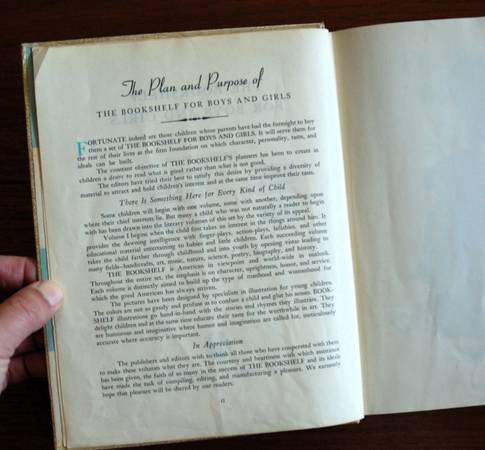 The Plan and Purpose of
THE BOOKSHELF FOR BOYS AND GIRLS
FORTUNATE indeed are those children whose parents have had the foresight to buy
them a set of THE BOOKSHELF FOR BOYS AND GIRLS. It will serve them for
the rest of their lives as the firm foundation on which character, personality, taste, and
ideals can be built.
The constant objective of THE BOOKSHELF'S planners has been to create in
children a desire to read what is good rather than what is not good.
The editors have tried their best to satisfy this desire by providing a diversity of
material to attract and hold children's interest and at the same time improve their taste.
There Is Something Here for Every Kind of Child
Some children will begin with one volume, some with another, depending upon
where their chief interests lie. But many a child who was not naturally a reader to begin
with has been drawn into the literary volumes of this set by the variety of its appeal.
Volume I begins when the child first takes an interest in the things around him. It
provides the dawning intelligence with finger-plays, action-plays, lullabies, and other
educational material entertaining to babies and little children. Each succeeding volume
takes the child farther through childhood and into youth by opening vistas leading to
many fields—handicrafts, art, music, nature, science, poetry, biography, and history.
THE BOOKSHELF is American in viewpoint and world-wide in outlook.
Throughout the entire set, the emphasis is on character, uprightness, honor, and service.
Each volume is distinctly aimed to build up the type of manhood and womanhood for
which the good American has always striven.
The pictures have been designed by specialists in illustration for young children.
The colors are not so gaudy and profuse as to confuse a child and glut his senses. BOOK-
SHELF illustrations go hand-in-hand with the stories and rhymes they illustrate. They
delight children and at the same time educate their taste for the worthwhile in art. They
are humorous and imaginative where humor and imagination are called for, meticulously
accurate where accuracy is important.
In Appreciation
The publishers and editors wish to thank all those who have cooperated with them
to make these volumes what they are. The courtesy and heartiness with which assistance
has been given, the faith of so many in the success of THE BOOKSHELF and its ideals
have made the task of compiling, editing, and manufacturing a pleasure. We earnestly
hope that pleasure will be shared by our readers.